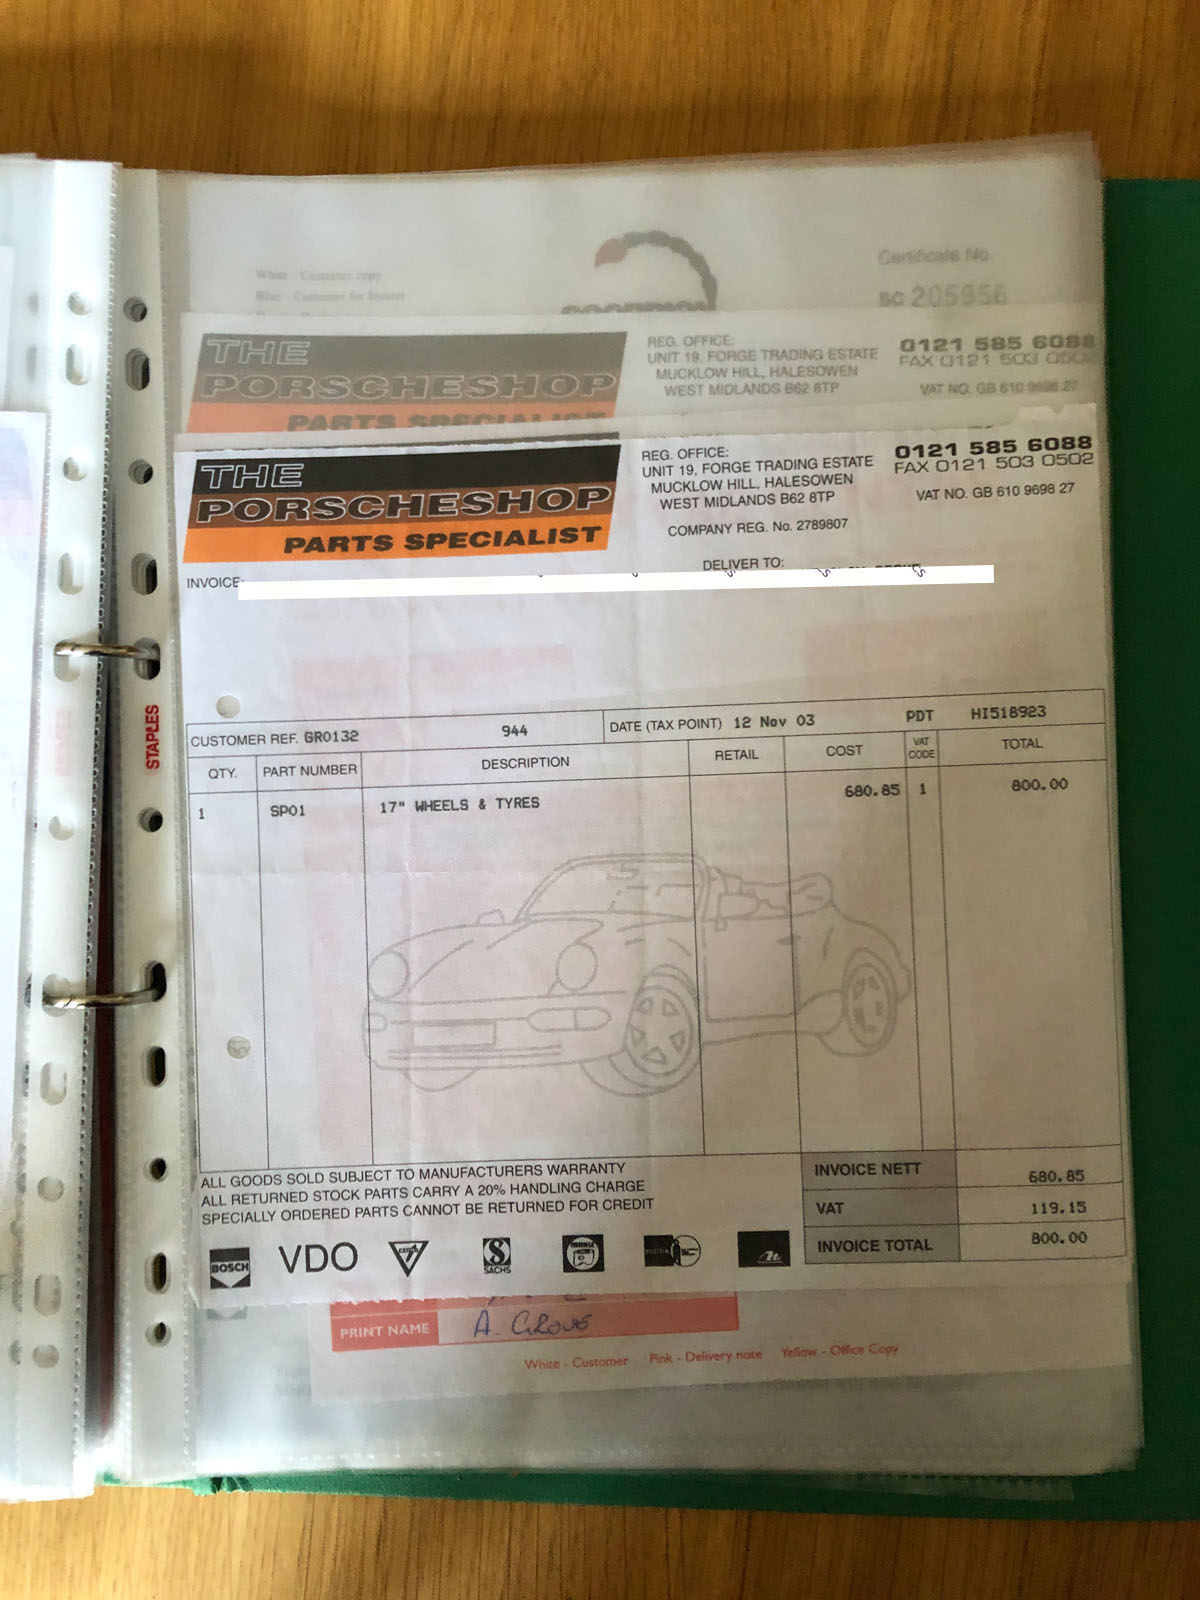 White Customer copy
Blue Customer for Insurer
Certificate No
SC 205956
THE
PORSCHESHOP
PARTS SPECIALIST
REG. OFFICE:
UNIT 19, FORGE TRADING ESTATE
MUCKLOW HILL, HALESOWEN
WEST MIDLANDS B62 8TP
0121 585 6088
FAX 0121 503 0502
VAT NO. GB 610 9698 27
THE
PORSCHESHOP
PARTS SPECIALIST
REG. OFFICE:
UNIT 19, FORGE TRADING ESTATE
MUCKLOW HILL, HALESOWEN
WEST MIDLANDS B62 8TP
COMPANY REG. No. 2789807
0121 585 6088
FAX 0121 503 0502
VAT NO. GB 610 9698 27
INVOICE:
DELIVER TO:
STAPLES
CUSTOMER REF. GR0132 944 DATE (TAX POINT) 12 Nov 03 PDT HI518923
QTY. PART NUMBER DESCRIPTION RETAIL COST VAT CODE TOTAL
1 SP01 17" WHEELS & TYRES 680.85 1 800.00
ALL GOODS SOLD SUBJECT TO MANUFACTURERS WARRANTY
ALL RETURNED STOCK PARTS CARRY A 20% HANDLING CHARGE
SPECIALLY ORDERED PARTS CANNOT BE RETURNED FOR CREDIT
INVOICE NETT 680.85
VAT 119.15
INVOICE TOTAL 800.00
BOSCH VDO SACHS MAHLE
PRINT NAME A. GROVE
White - Customer Pink - Delivery note Yellow - Office Copy